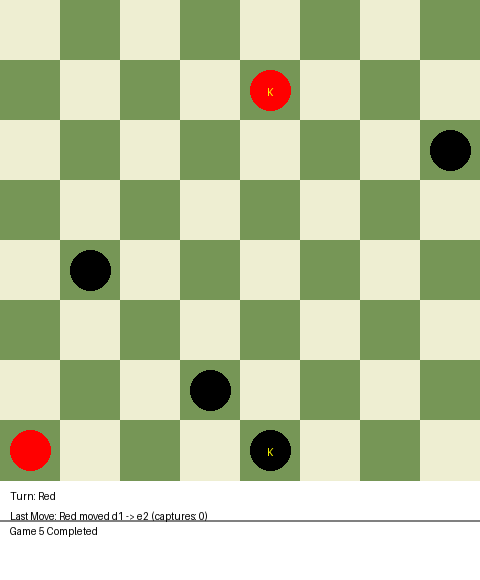 K
K
Turn: Red
Last Move: Red moved d1 -> e2 (captures: 0)
Game 5 Completed